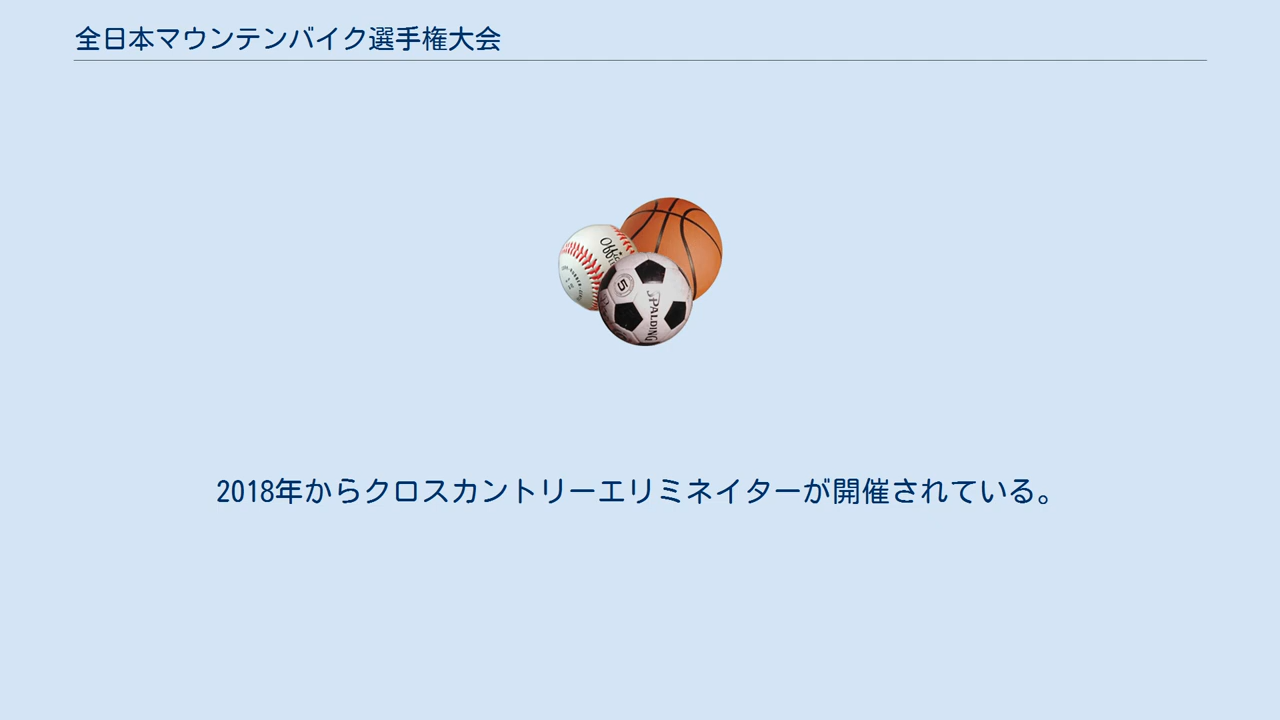 全日本マウンテンバイク選手権大会
5
SPALDING
2018年からクロスカントリーエリミネイターが開催されている。